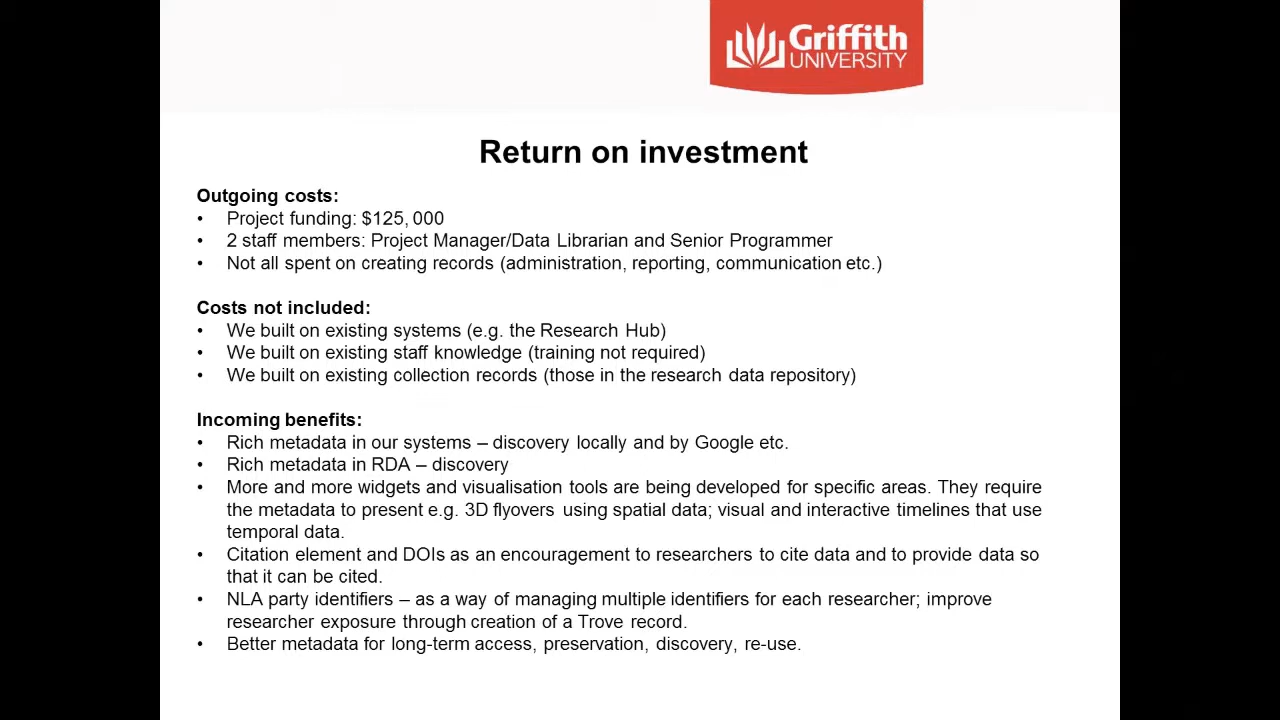 Griffith
UNIVERSITY
Return on investment
Outgoing costs:
• Project funding: $125, 000
• 2 staff members: Project Manager/Data Librarian and Senior Programmer
• Not all spent on creating records (administration, reporting, communication etc.)
Costs not included:
• We built on existing systems (e.g. the Research Hub)
• We built on existing staff knowledge (training not required)
• We built on existing collection records (those in the research data repository)
Incoming benefits:
• Rich metadata in our systems – discovery locally and by Google etc.
• Rich metadata in RDA – discovery
• More and more widgets and visualisation tools are being developed for specific areas. They require
the metadata to present e.g. 3D flyovers using spatial data; visual and interactive timelines that use
temporal data.
• Citation element and DOIs as an encouragement to researchers to cite data and to provide data so
that it can be cited.
• NLA party identifiers – as a way of managing multiple identifiers for each researcher; improve
researcher exposure through creation of a Trove record.
• Better metadata for long-term access, preservation, discovery, re-use.